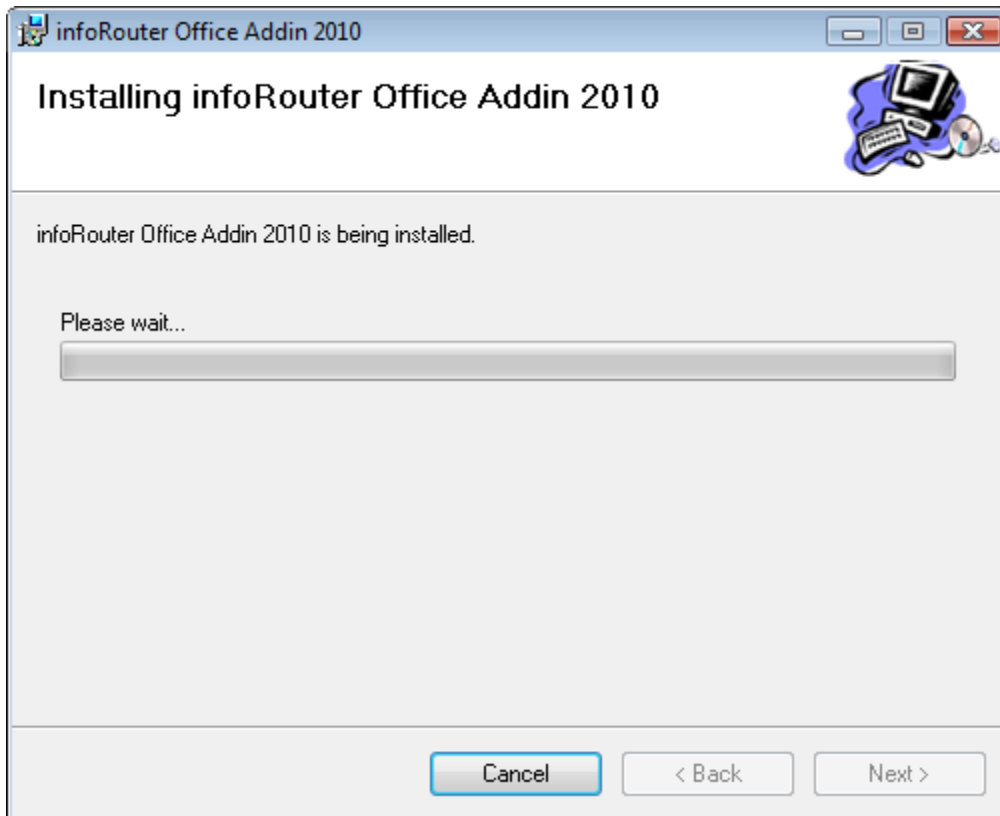 infoRouter Office Addin 2010
Installing infoRouter Office Addin 2010
infoRouter Office Addin 2010 is being installed.
Please wait...
Cancel
< Back
Next >